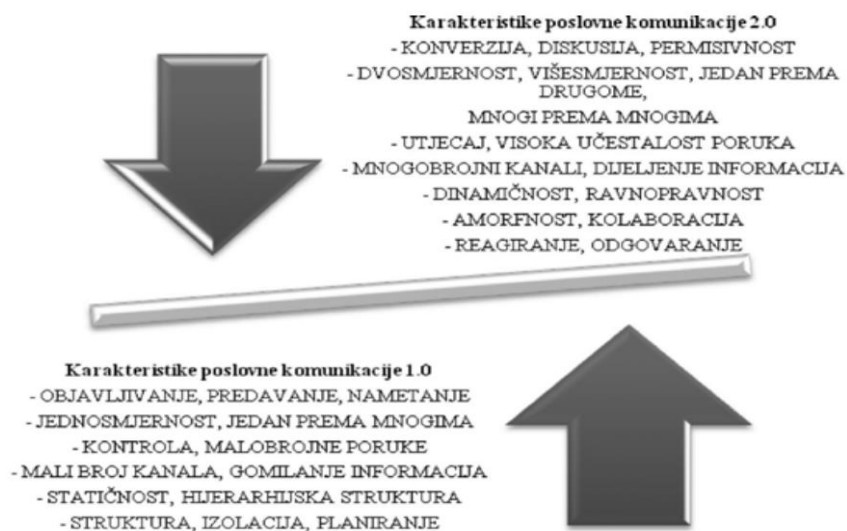 Karakteristike poslovne komunikacije 2.0
- KONVERZIJA, DISKUSIJA, PERMISIVNOST
- DVOSMJERNOST, VIŠESMJERNOST, JEDAN PREMA
DRUGOME,
MNOGI PREMA MNOGIMA
- UTJECAJ, VISOKA UČESTALOST PORUKA
- MNOGOBROJNI KANALI, DIJELJENJE INFORMACIJA
- DINAMIČNOST, RAVNOPRAVNOST
- AMORFNOST, KOLABORACIJA
- REAGIRANJE, ODGOVARANJE
Karakteristike poslovne komunikacije 1.0
- OBJAVLJIVANJE, PREDAVANJE, NAMETANJE
- JEDNOSMJERNOST, JEDAN PREMA MNOGIMA
- KONTROLA, MALOBROJNE PORUKE
- MALI BROJ KANALA, GOMILANJE INFORMACIJA
- STATIČNOST, HIJERARHIJSKA STRUKTURA
- STRUKTURA, IZOLACIJA, PLANIRANJE